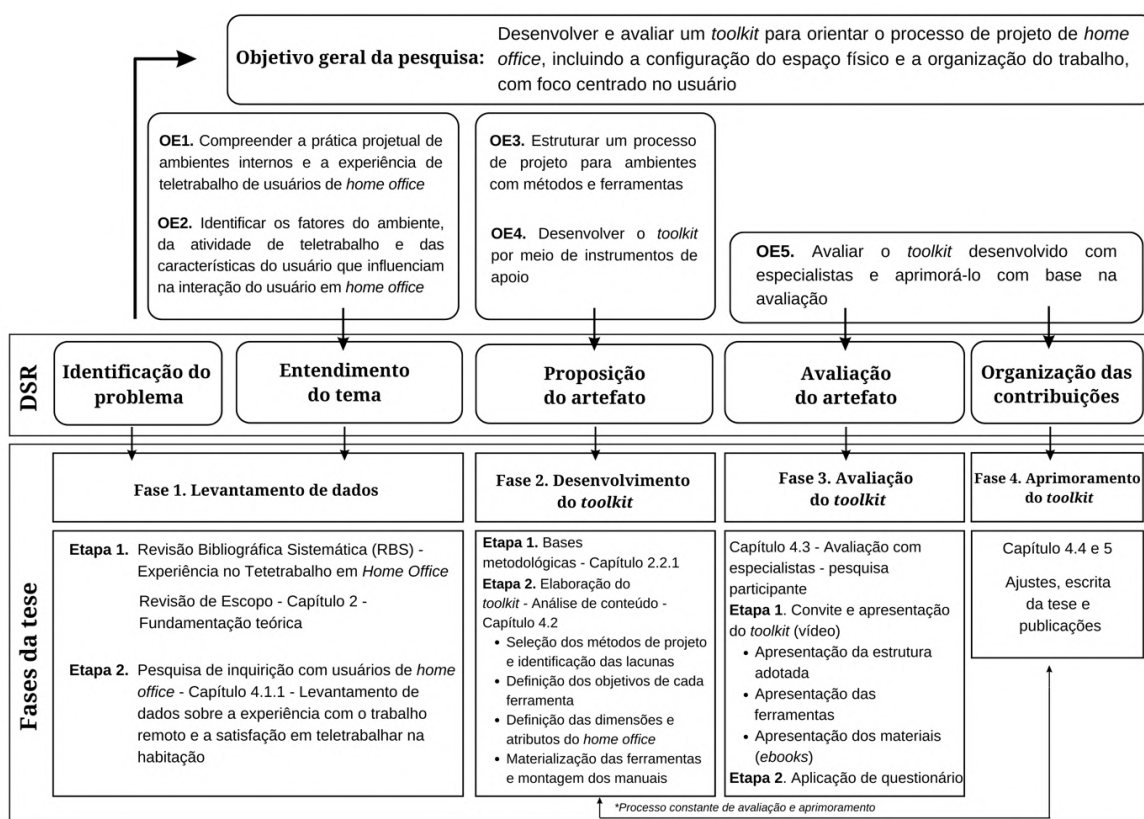 Objetivo geral da pesquisa:
Desenvolver e avaliar um toolkit para orientar o processo de projeto de home
office, incluindo a configuração do espaço físico e a organização do trabalho,
com foco centrado no usuário
OE1. Compreender a prática projetual de
ambientes internos e a experiência de
teletrabalho de usuários de home office
OE2. Identificar os fatores do ambiente,
da atividade de teletrabalho e das
características do usuário que influenciam
na interação do usuário em home office
OE3. Estruturar um processo
de projeto para ambientes
com métodos e ferramentas
OE4. Desenvolver o toolkit
por meio de instrumentos de
apoio
OE5. Avaliar o toolkit desenvolvido com
especialistas e aprimorá-lo com base na
avaliação
DSR
Identificação do
problema
Entendimento
do tema
Proposição
do artefato
Avaliação
do artefato
Organização das
contribuições
Fases da tese
Fase 1. Levantamento de dados
Fase 2. Desenvolvimento
do toolkit
Fase 3. Avaliação
do toolkit
Fase 4. Aprimoramento
do toolkit
Etapa 1. Revisão Bibliográfica Sistemática (RBS) -
Experiência no Tetetrabalho em Home Office
Revisão de Escopo - Capítulo 2 -
Fundamentação teórica
Etapa 2. Pesquisa de inquirição com usuários de home
office - Capítulo 4.1.1 - Levantamento de
dados sobre a experiência com o trabalho
remoto e a satisfação em teletrabalhar na
habitação
Etapa 1. Bases
metodológicas - Capítulo 2.2.1
Etapa 2. Elaboração do
toolkit - Análise de conteúdo -
Capítulo 4.2
• Seleção dos métodos de projeto
e identificação das lacunas
• Definição dos objetivos de cada
ferramenta
• Definição das dimensões e
atributos do home office
• Materialização das ferramentas
e montagem dos manuais
Capítulo 4.3 - Avaliação com
especialistas - pesquisa
participante
Etapa 1. Convite e apresentação
do toolkit (vídeo)
• Apresentação da estrutura
adotada
• Apresentação das
ferramentas
• Apresentação dos materiais
(ebooks)
Etapa 2. Aplicação de questionário
Capítulo 4.4 e 5
Ajustes, escrita
da tese e
publicações
*Processo constante de avaliação e aprimoramento